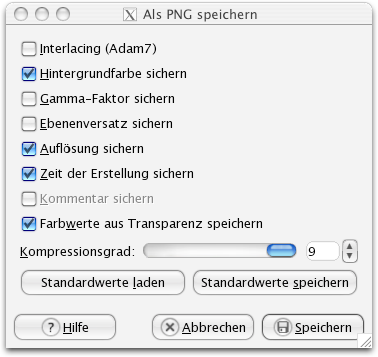 Als PNG speichern
Interlacing (Adam7)
Hintergrundfarbe sichern
Gamma-Faktor sichern
Ebenenversatz sichern
Auflösung sichern
Zeit der Erstellung sichern
Kommentar sichern
Farbwerte aus Transparenz speichern
Kompressionsgrad: 9
Standardwerte laden Standardwerte speichern
Hilfe Abbrechen Speichern